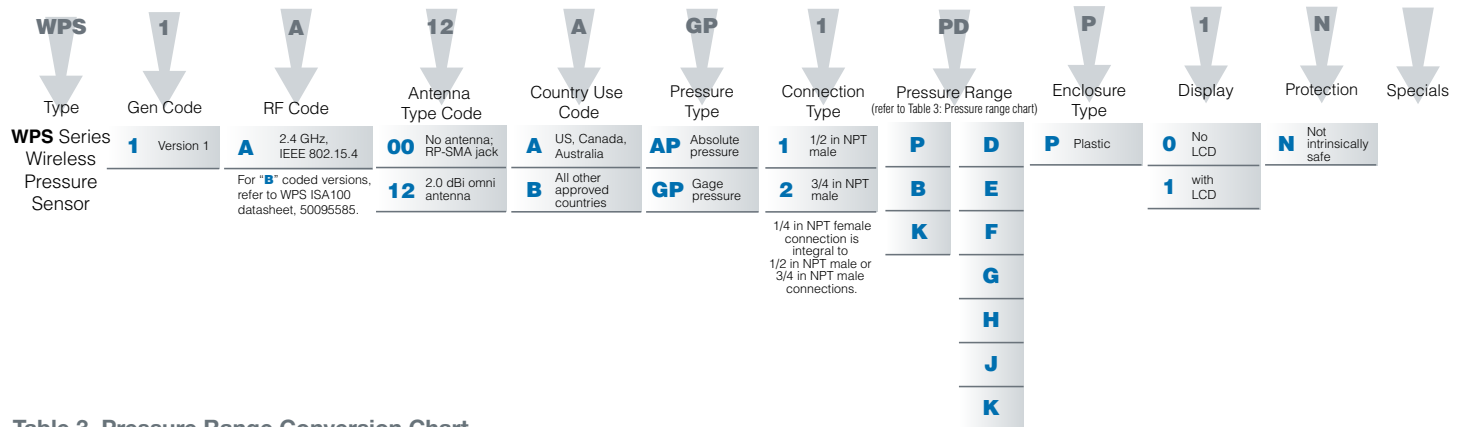 WPS 1 A 12 A GP 1 PD P 1 N
Type
Gen Code
RF Code
Antenna
Type Code
Country Use
Code
Pressure
Type
Connection
Type
Pressure Range
(refer to Table 3: Pressure range chart)
Enclosure
Type
Display
Protection
Specials
WPS Series
Wireless
Pressure
Sensor
1 Version 1
A 2.4 GHz,
IEEE 802.15.4
For “B” coded versions,
refer to WPS ISA100
datasheet, 50095585.
00 No antenna;
RP-SMA jack
12 2.0 dBi omni
antenna
A US, Canada,
Australia
B All other
approved
countries
AP Absolute
pressure
GP Gage
pressure
1 1/2 in NPT
male
2 3/4 in NPT
male
1/4 in NPT female
connection is
integral to
1/2 in NPT male or
3/4 in NPT male
connections.
P
B
K
D
E
F
G
H
J
K
P Plastic
0 No
LCD
1 with
LCD
N Not
intrinsically
safe